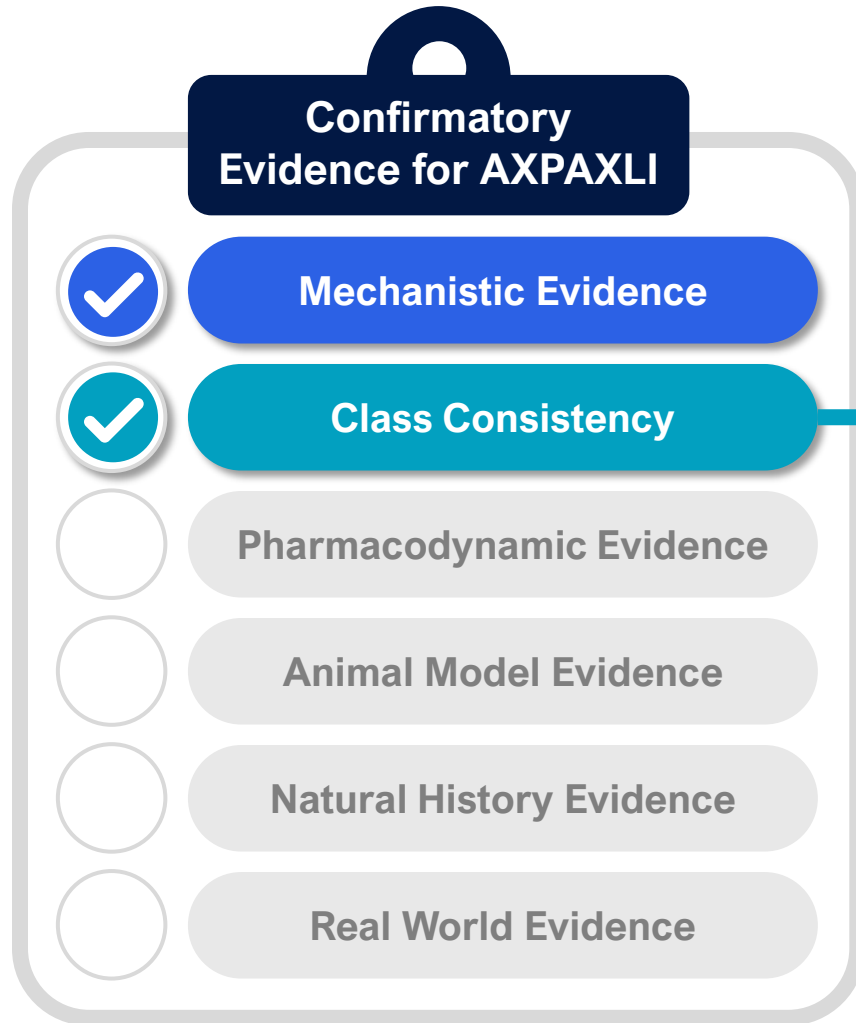 Confirmatory
Evidence for AXPAXLI
Mechanistic Evidence
Class Consistency
Pharmacodynamic Evidence
Animal Model Evidence
Natural History Evidence
Real World Evidence